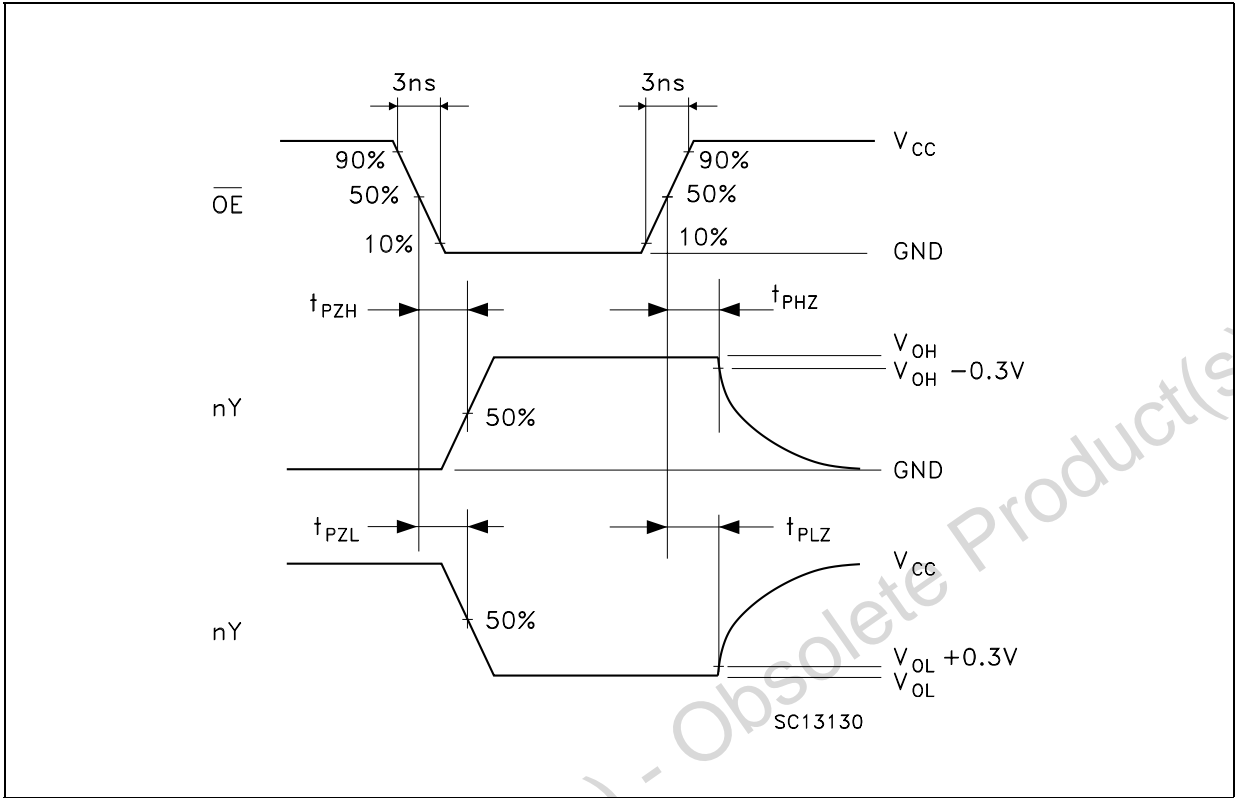 3ns 3ns
90% 90% V_CC
50% 50%
O̅E̅
10% 10% GND
t_PZH t_PHZ
V_OH
V_OH −0.3V
nY 50%
GND
t_PZL t_PLZ
V_CC
50%
nY
V_OL +0.3V
V_OL
SC13130
) - Obsolete Product(s)